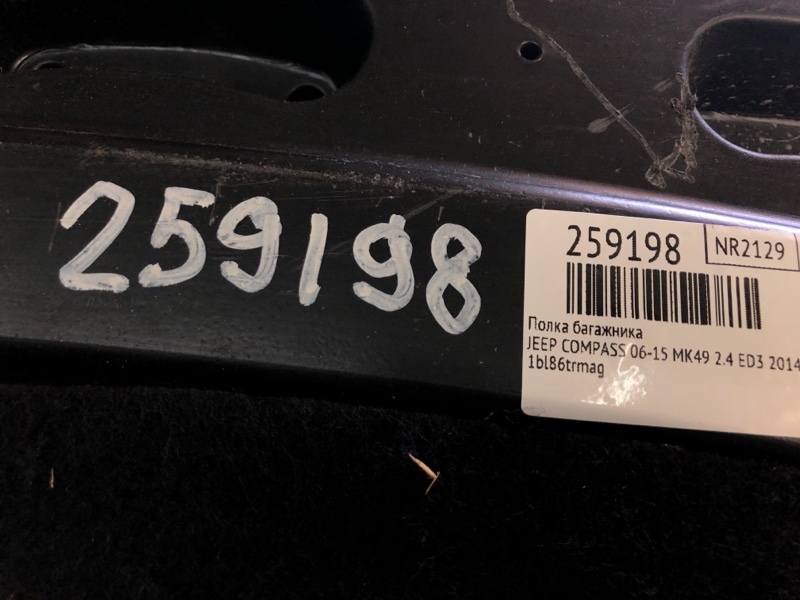 259198
259198
NR2129
Полка багажника
JEEP COMPASS 06-15 MK49 2.4 ED3 2014
1bl86trmag